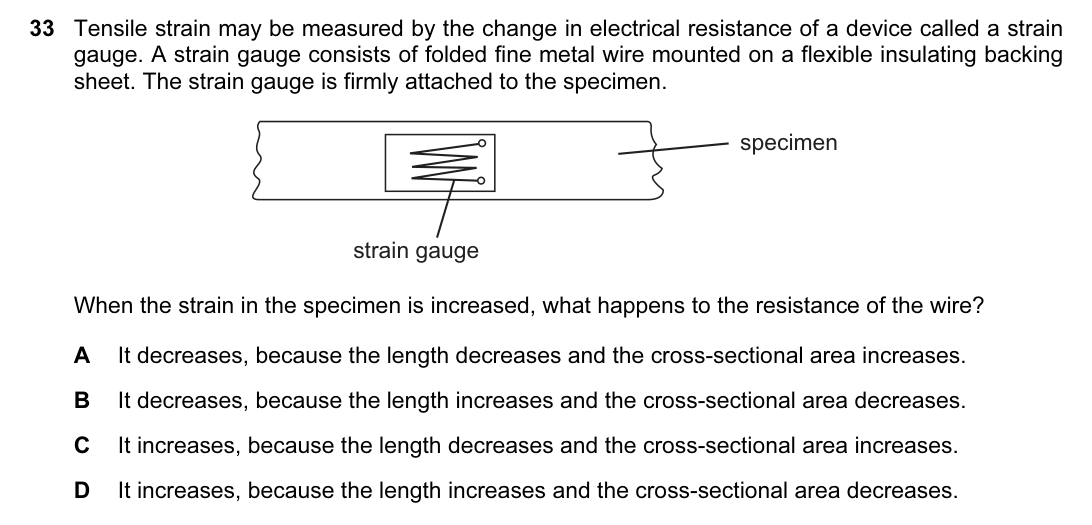 33 Tensile strain may be measured by the change in electrical resistance of a device called a strain
gauge. A strain gauge consists of folded fine metal wire mounted on a flexible insulating backing
sheet. The strain gauge is firmly attached to the specimen.
specimen
strain gauge
When the strain in the specimen is increased, what happens to the resistance of the wire?
A It decreases, because the length decreases and the cross-sectional area increases.
B It decreases, because the length increases and the cross-sectional area decreases.
C It increases, because the length decreases and the cross-sectional area increases.
D It increases, because the length increases and the cross-sectional area decreases.